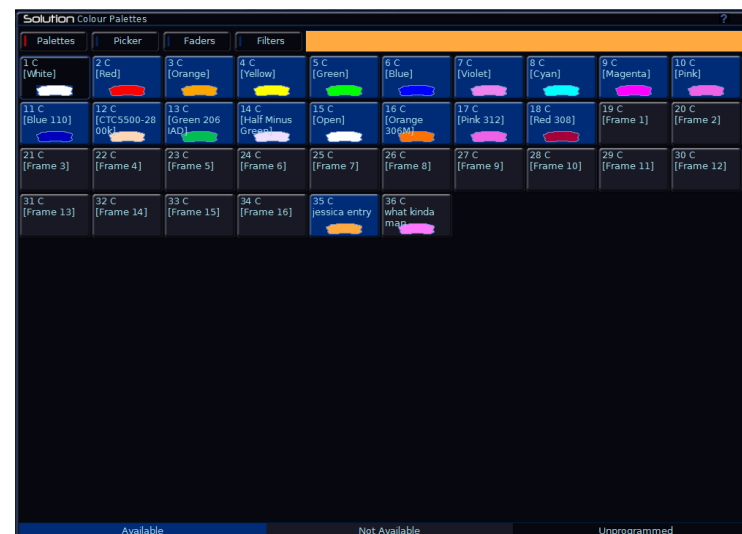 Solution Colour Palettes ?
Palettes Picker Faders Filters
1 C 2 C 3 C 4 C 5 C 6 C 7 C 8 C 9 C 10 C
[White] [Red] [Orange] [Yellow] [Green] [Blue] [Violet] [Cyan] [Magenta] [Pink]
11 C 12 C 13 C 14 C 15 C 16 C 17 C 18 C 19 C 20 C
[Blue 110] [CTC5500-28 [Green 206 [Half Minus [Open] [Orange [Pink 312] [Red 308] [Frame 1] [Frame 2]
00k] IAD] Green] 306M]
21 C 22 C 23 C 24 C 25 C 26 C 27 C 28 C 29 C 30 C
[Frame 3] [Frame 4] [Frame 5] [Frame 6] [Frame 7] [Frame 8] [Frame 9] [Frame 10] [Frame 11] [Frame 12]
31 C 32 C 33 C 34 C 35 C 36 C
[Frame 13] [Frame 14] [Frame 15] [Frame 16] jessica entry what kinda
man
Available Not Available Unprogrammed